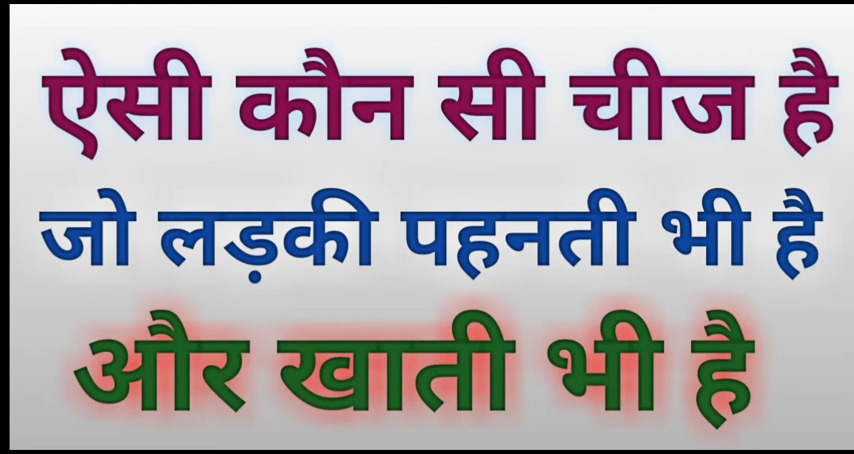 ऐसी कौन सी चीज है
जो लड़की पहनती भी है
और खाती भी है